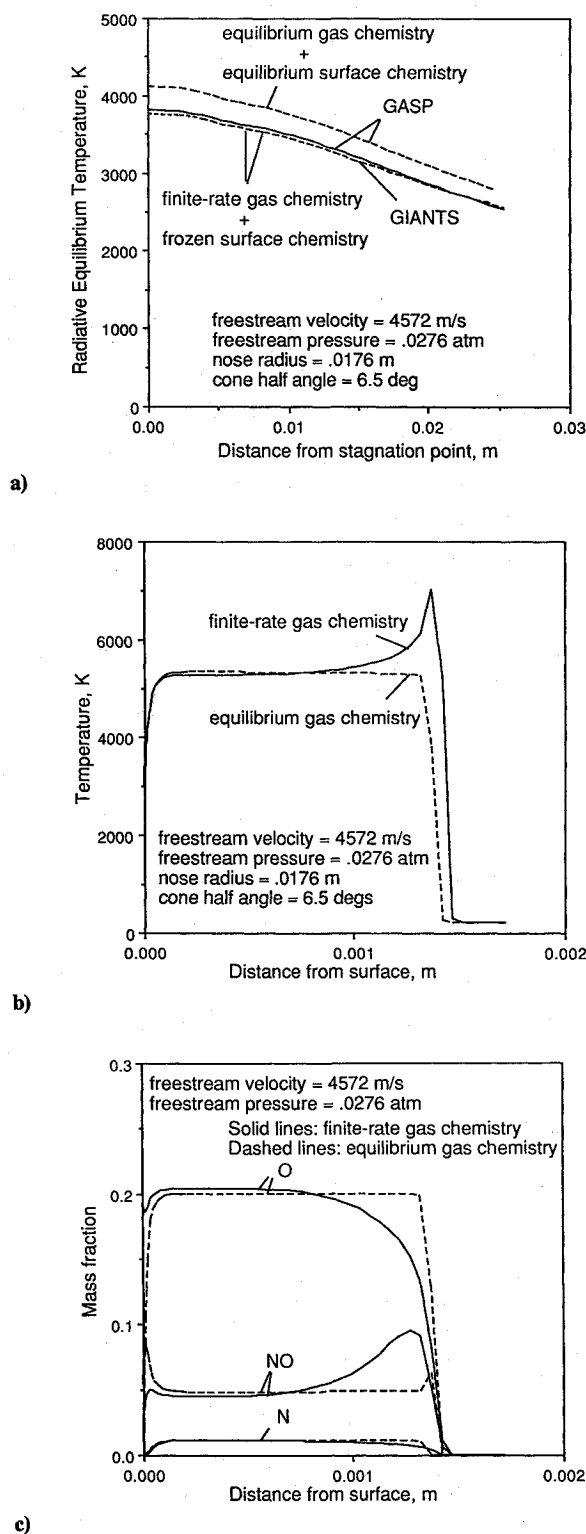 5000
4000
3000
2000
1000
0
Radiative Equilibrium Temperature, K
equilibrium gas chemistry
+
equilibrium surface chemistry
GASP
finite-rate gas chemistry
+
frozen surface chemistry
GIANTS
freestream velocity = 4572 m/s
freestream pressure = .0276 atm
nose radius = .0176 m
cone half angle = 6.5 deg
0.00 0.01 0.02 0.03
Distance from stagnation point, m
a)
8000
6000
4000
2000
0
Temperature, K
finite-rate gas chemistry
equilibrium gas chemistry
freestream velocity = 4572 m/s
freestream pressure = .0276 atm
nose radius = .0176 m
cone half angle = 6.5 degs
0.000 0.001 0.002
Distance from surface, m
b)
0.3
0.2
0.1
0.0
Mass fraction
freestream velocity = 4572 m/s
freestream pressure = .0276 atm
Solid lines: finite-rate gas chemistry
Dashed lines: equilibrium gas chemistry
O
NO
N
0.000 0.001 0.002
Distance from surface, m
c)